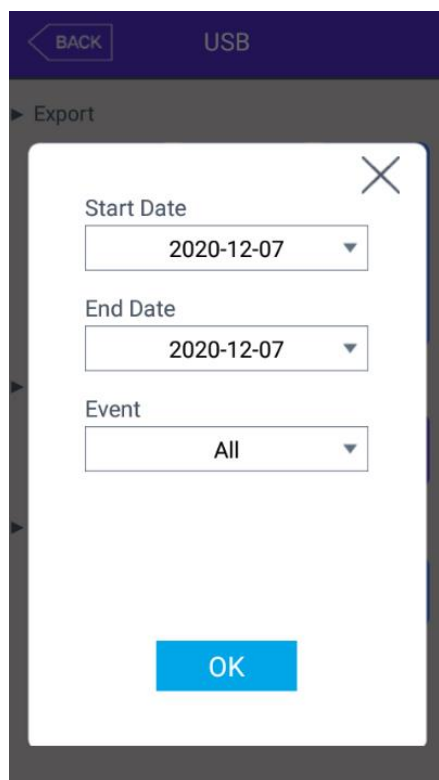 BACK
USB
Export
Start Date
2020-12-07
End Date
2020-12-07
Event
All
OK